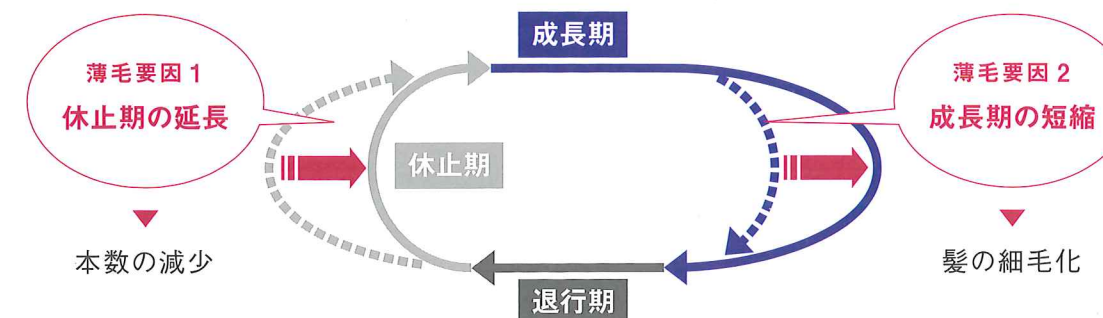 成長期
薄毛要因1
休止期の延長
薄毛要因2
成長期の短縮
休止期
本数の減少
髪の細毛化
退行期